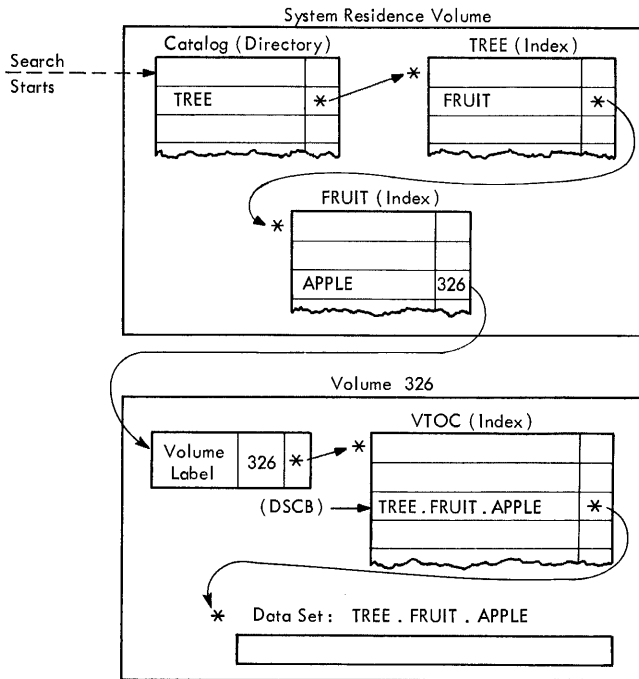 System Residence Volume
Catalog (Directory)
TREE (Index)
Search
Starts
TREE *
* FRUIT *
FRUIT (Index)
*
APPLE 326
Volume 326
VTOC (Index)
Volume
Label
326 *
*
(DSCB) TREE . FRUIT . APPLE *
* Data Set: TREE . FRUIT . APPLE